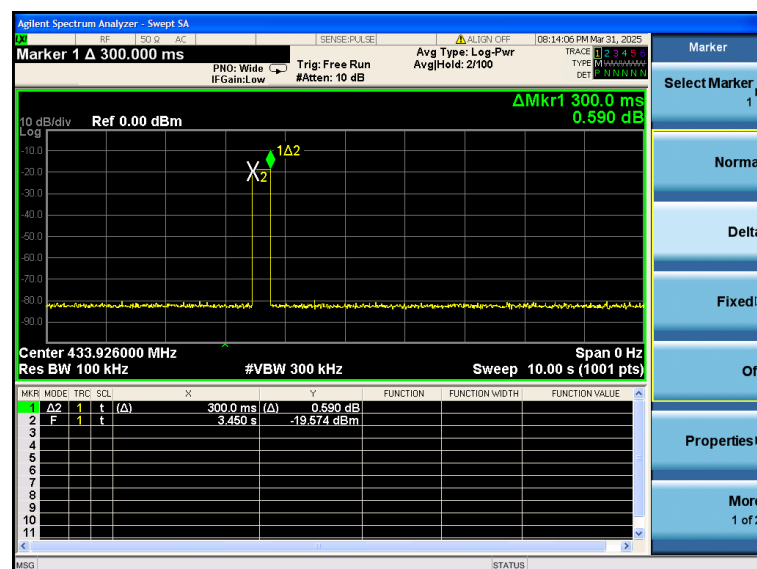 Agilent Spectrum Analyzer - Swept SA
LXI RF 50 Ω AC SENSE:PULSE ALIGN OFF 08:14:06 PM Mar 31, 2025
Marker 1 Δ 300.000 ms
PNO: Wide
IFGain:Low
Trig: Free Run
#Atten: 10 dB
Avg Type: Log-Pwr
Avg|Hold: 2/100
TRACE 1 2 3 4 5 6
TYPE M
DET P N N N N N
ΔMkr1 300.0 ms
0.590 dB
10 dB/div Ref 0.00 dBm
Log
-10.0
1Δ2
-20.0
2
-30.0
-40.0
-50.0
-60.0
-70.0
-80.0
-90.0
Center 433.926000 MHz Span 0 Hz
Res BW 100 kHz #VBW 300 kHz Sweep 10.00 s (1001 pts)
MKR MODE TRC SCL X Y FUNCTION FUNCTION WIDTH FUNCTION VALUE
1 Δ2 1 t (Δ) 300.0 ms (Δ) 0.590 dB
2 F 1 t 3.450 s -19.574 dBm
3
4
5
6
7
8
9
10
11
MSG STATUS
Marker
Select Marker
1
Norma
Delta
Fixed
Of
Properties
More
1 of 2